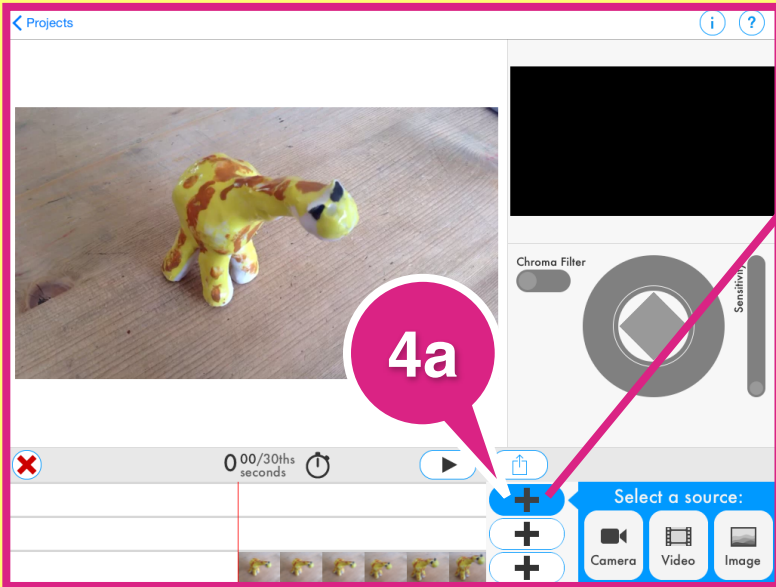 Projects
i
?
Chroma Filter
Sensitivity
4a
0 00/30ths
seconds
Select a source:
Camera
Video
Image